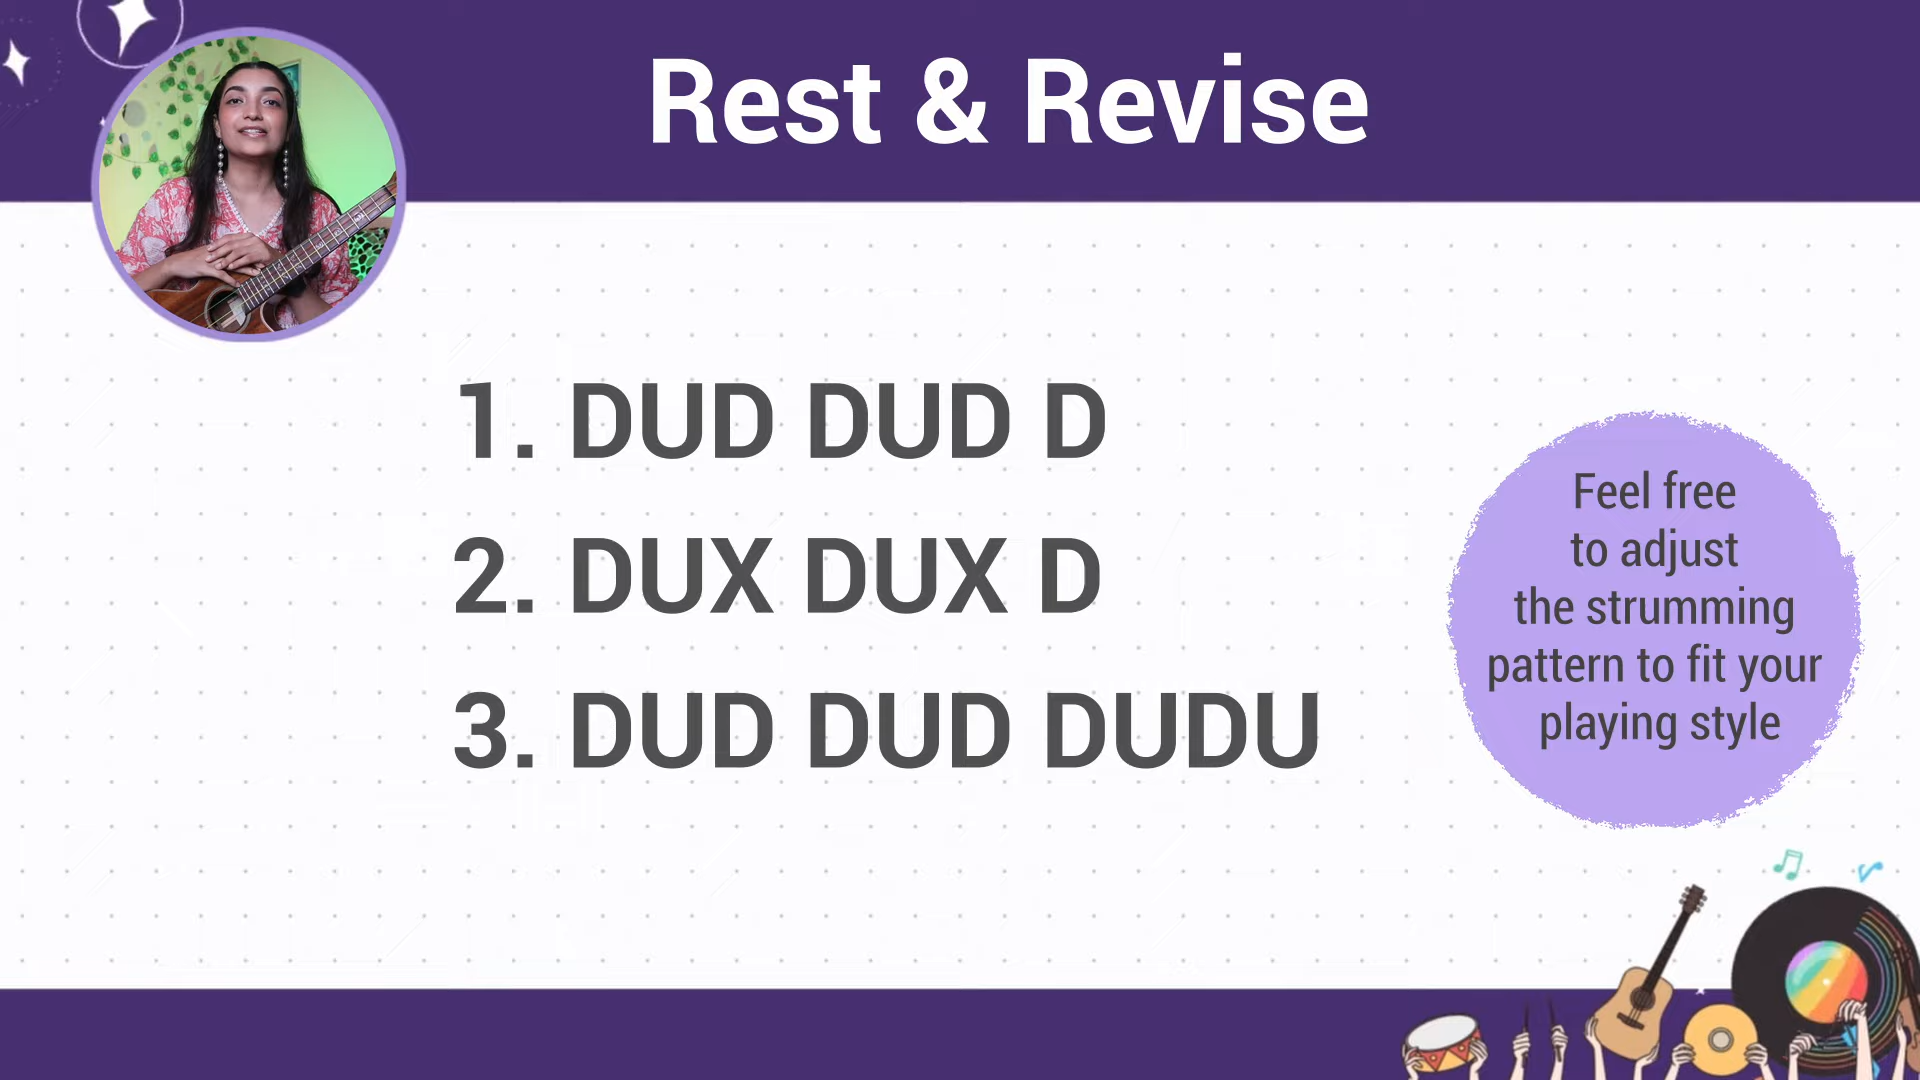 Rest & Revise
1. DUD DUD D
2. DUX DUX D
3. DUD DUD DUDU
Feel free
to adjust
the strumming
pattern to fit your
playing style